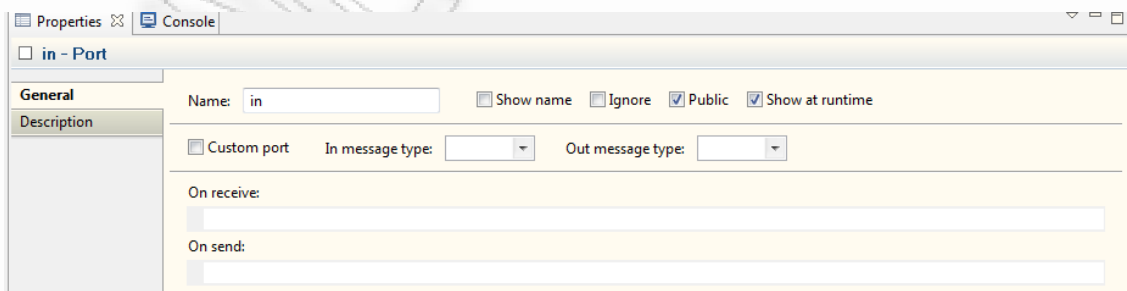 Properties Console
in - Port
General
Name: in Show name Ignore Public Show at runtime
Description
Custom port In message type: Out message type:
On receive:
On send: